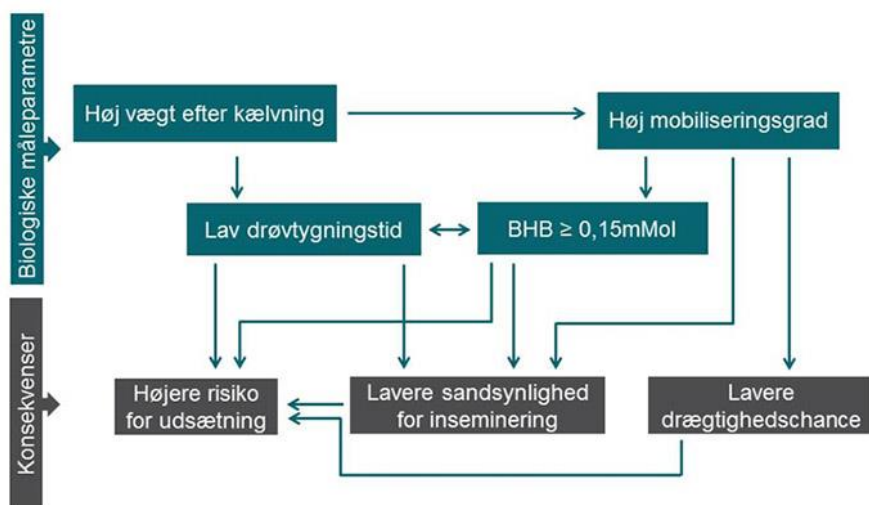 Biologiske måleparametre
Høj vægt efter kælvning
Høj mobiliseringsgrad
Lav drøvtygningstid
BHB ≥ 0,15mMol
Konsekvenser
Højere risiko
for udsætning
Lavere sandsynlighed
for inseminering
Lavere
drægtighedschance